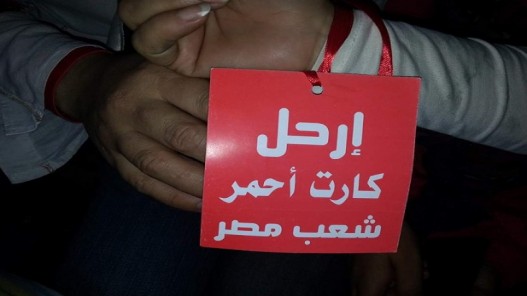 إرحل
كارت أحمر
شعب مصر